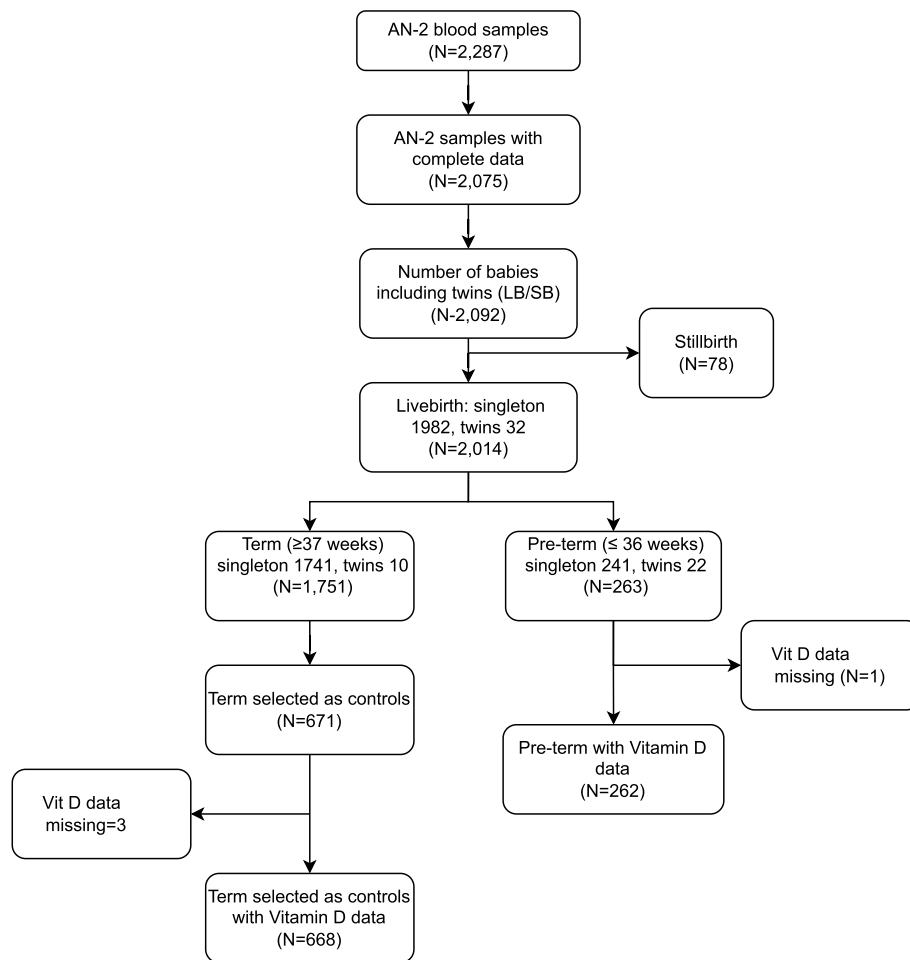 AN-2 blood samples
(N=2,287)
AN-2 samples with
complete data
(N=2,075)
Number of babies
including twins (LB/SB)
(N-2,092)
Stillbirth
(N=78)
Livebirth: singleton
1982, twins 32
(N=2,014)
Term (≥37 weeks)
singleton 1741, twins 10
(N=1,751)
Pre-term (≤ 36 weeks)
singleton 241, twins 22
(N=263)
Vit D data
missing (N=1)
Term selected as controls
(N=671)
Pre-term with Vitamin D
data
(N=262)
Vit D data
missing=3
Term selected as controls
with Vitamin D data
(N=668)